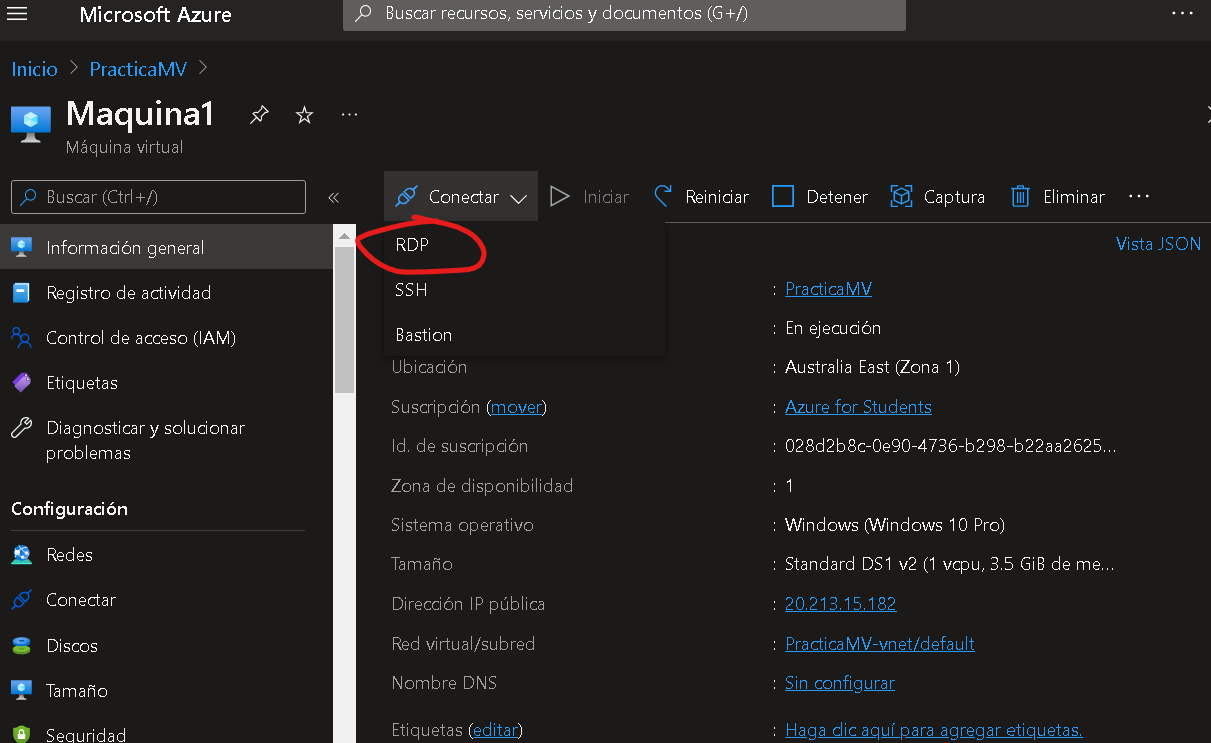 Microsoft Azure
Buscar recursos, servicios y documentos (G+/)
Inicio > PracticaMV >
Maquina1
Máquina virtual
Buscar (Ctrl+/)
Conectar
Iniciar
Reiniciar
Detener
Captura
Eliminar
Información general
Registro de actividad
Control de acceso (IAM)
Etiquetas
Diagnosticar y solucionar
problemas
Configuración
Redes
Conectar
Discos
Tamaño
Seguridad
RDP
SSH
Bastion
Vista JSON
: PracticaMV
: En ejecución
Ubicación : Australia East (Zona 1)
Suscripción (mover) : Azure for Students
Id. de suscripción : 028d2b8c-0e90-4736-b298-b22aa2625...
Zona de disponibilidad : 1
Sistema operativo : Windows (Windows 10 Pro)
Tamaño : Standard DS1 v2 (1 vcpu, 3.5 GiB de me...
Dirección IP pública : 20.213.15.182
Red virtual/subred : PracticaMV-vnet/default
Nombre DNS : Sin configurar
Etiquetas (editar) : Haga clic aquí para agregar etiquetas.